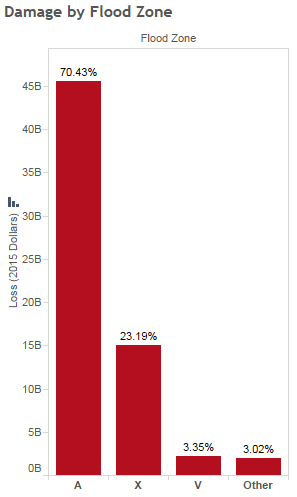 Damage by Flood Zone
Flood Zone
70.43%
45B
40B
35B
30B
25B
20B
15B
10B
5B
0B
Loss (2015 Dollars)
23.19%
3.35%
3.02%
A X V Other